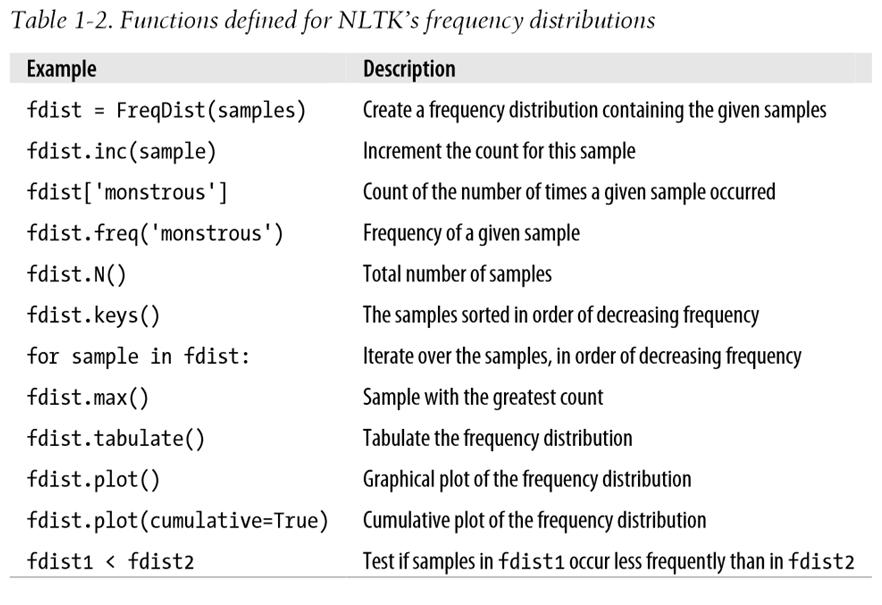 Table 1-2. Functions defined for NLTK's frequency distributions
Example Description
fdist = FreqDist(samples) Create a frequency distribution containing the given samples
fdist.inc(sample) Increment the count for this sample
fdist['monstrous'] Count of the number of times a given sample occurred
fdist.freq('monstrous') Frequency of a given sample
fdist.N() Total number of samples
fdist.keys() The samples sorted in order of decreasing frequency
for sample in fdist: Iterate over the samples, in order of decreasing frequency
fdist.max() Sample with the greatest count
fdist.tabulate() Tabulate the frequency distribution
fdist.plot() Graphical plot of the frequency distribution
fdist.plot(cumulative=True) Cumulative plot of the frequency distribution
fdist1 < fdist2 Test if samples in fdist1 occur less frequently than in fdist2